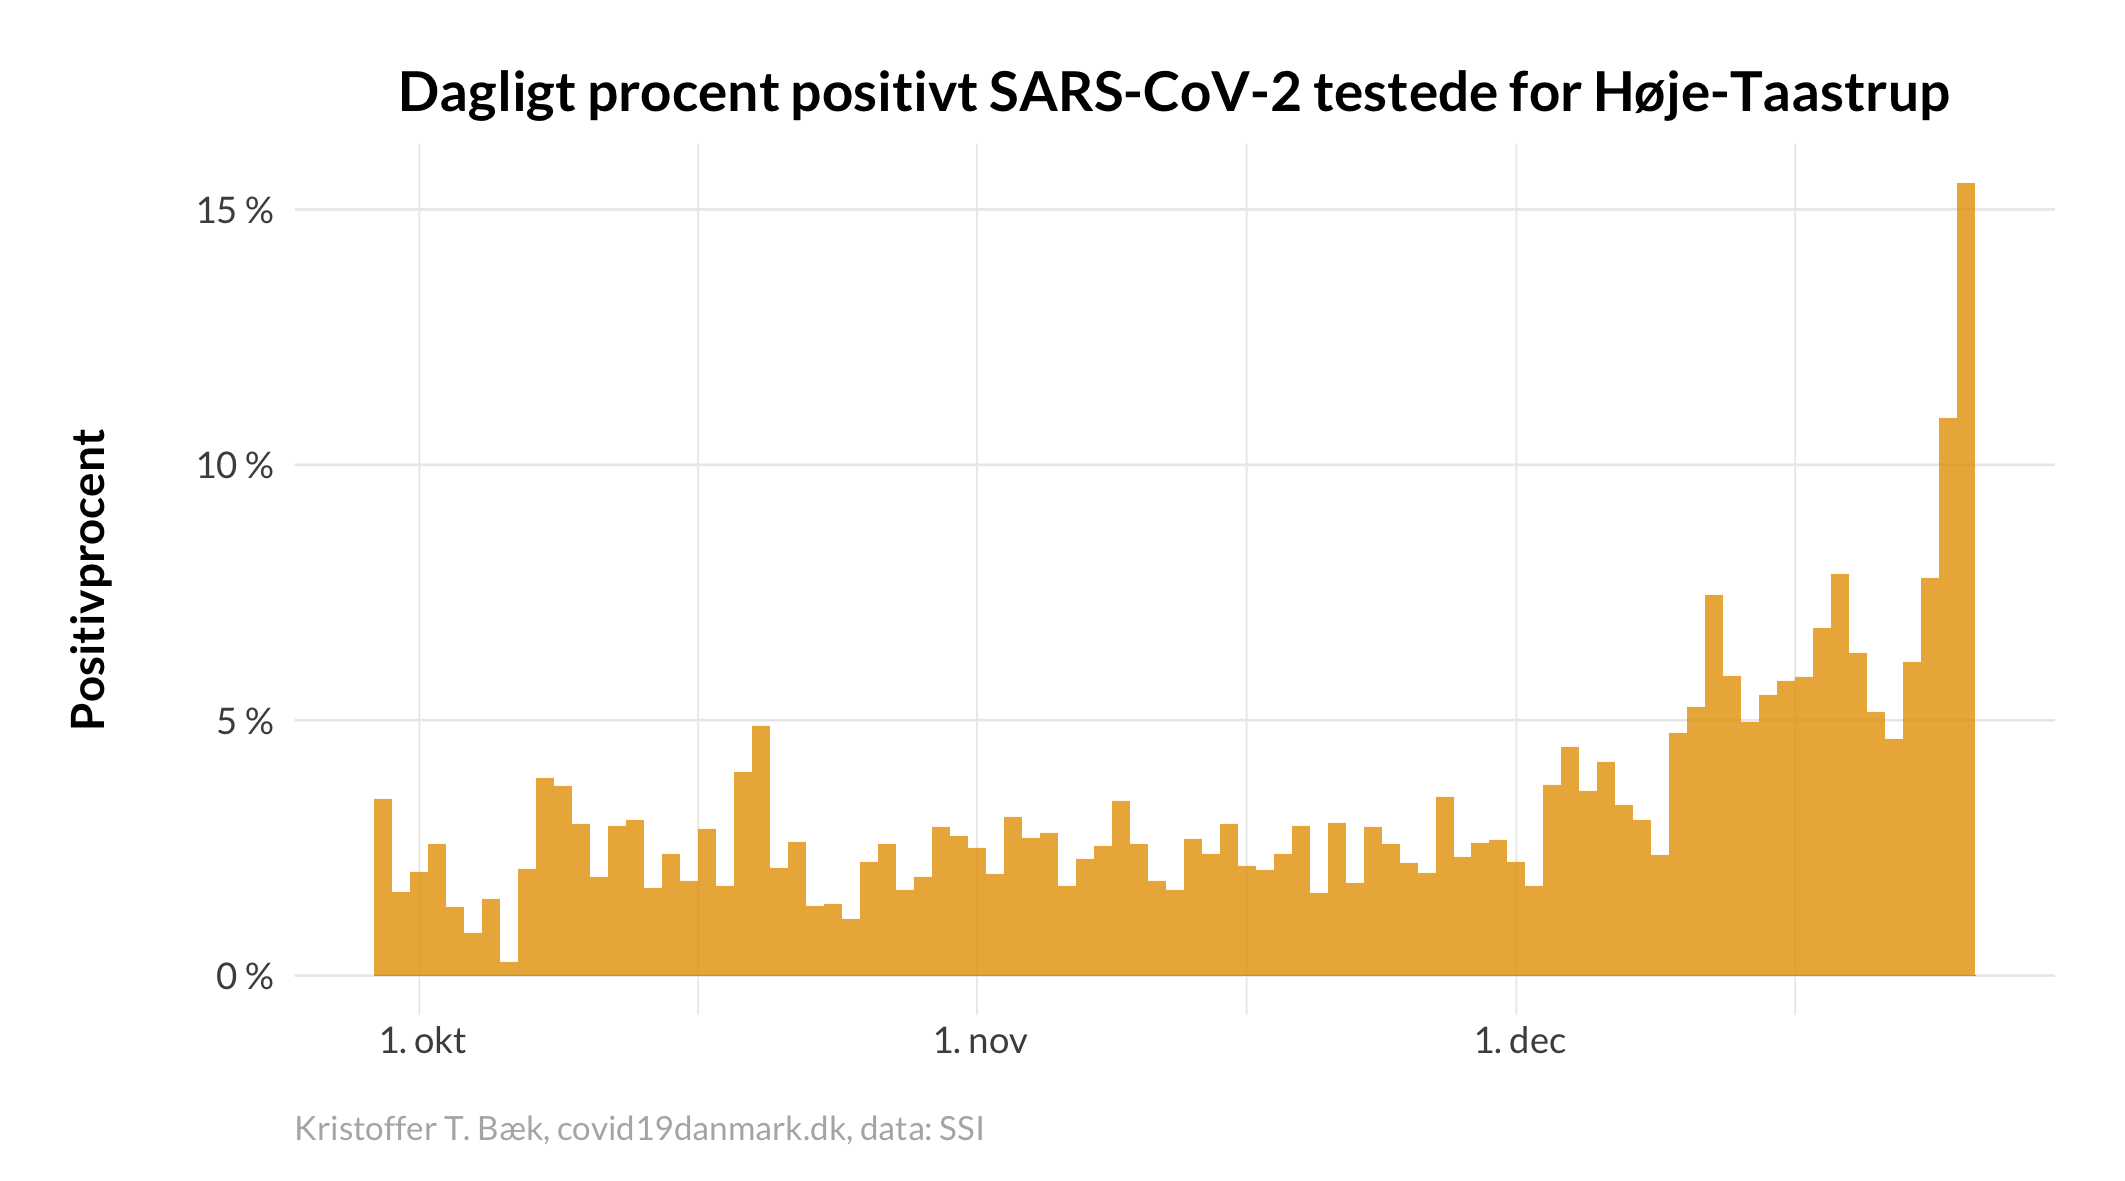 Dagligt procent positivt SARS-CoV-2 testede for Høje-Taastrup
Positivprocent
15 %
10 %
5 %
0 %
1. okt
1. nov
1. dec
Kristoffer T. Bæk, covid19danmark.dk, data: SSI